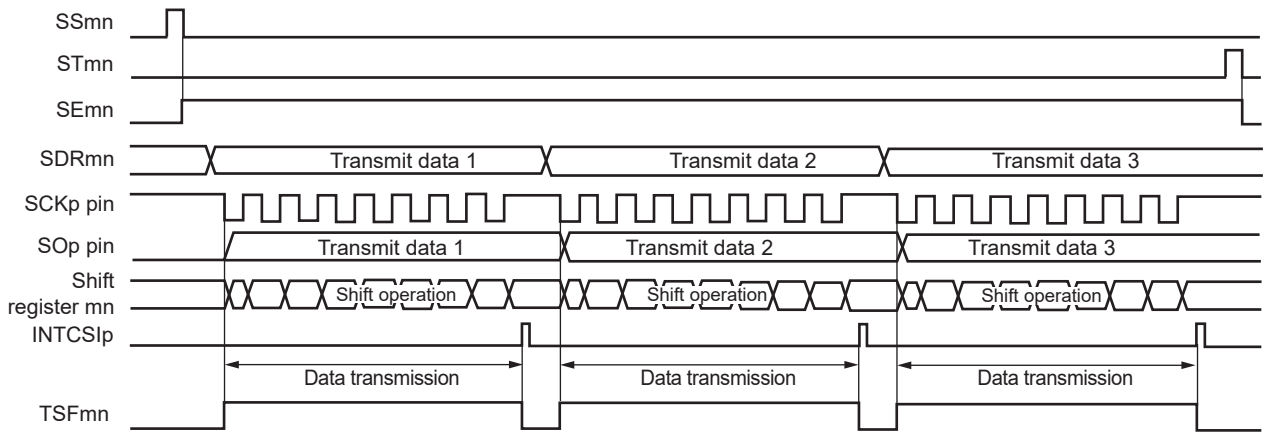 SSmn
STmn
SEmn
SDRmn Transmit data 1 Transmit data 2 Transmit data 3
SCKp pin
SOp pin Transmit data 1 Transmit data 2 Transmit data 3
Shift
register mn Shift operation Shift operation Shift operation
INTCSIp
Data transmission Data transmission Data transmission
TSFmn